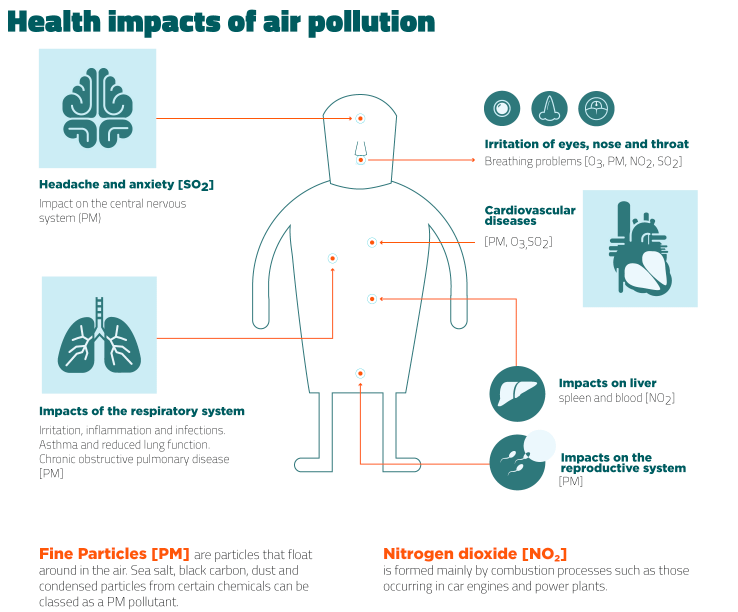 Health impacts of air pollution
Headache and anxiety [SO2]
Impact on the central nervous
system (PM)
Irritation of eyes, nose and throat
Breathing problems [O3, PM, NO2, SO2]
Cardiovascular
diseases
[PM, O3,SO2]
Impacts of the respiratory system
Irritation, inflammation and infections.
Asthma and reduced lung function.
Chronic obstructive pulmonary disease
[PM]
Impacts on liver
spleen and blood [NO2]
Impacts on the
reproductive system
[PM]
Fine Particles [PM] are particles that float
around in the air. Sea salt, black carbon, dust and
condensed particles from certain chemicals can be
classed as a PM pollutant.
Nitrogen dioxide [NO₂]
is formed mainly by combustion processes such as those
occurring in car engines and power plants.